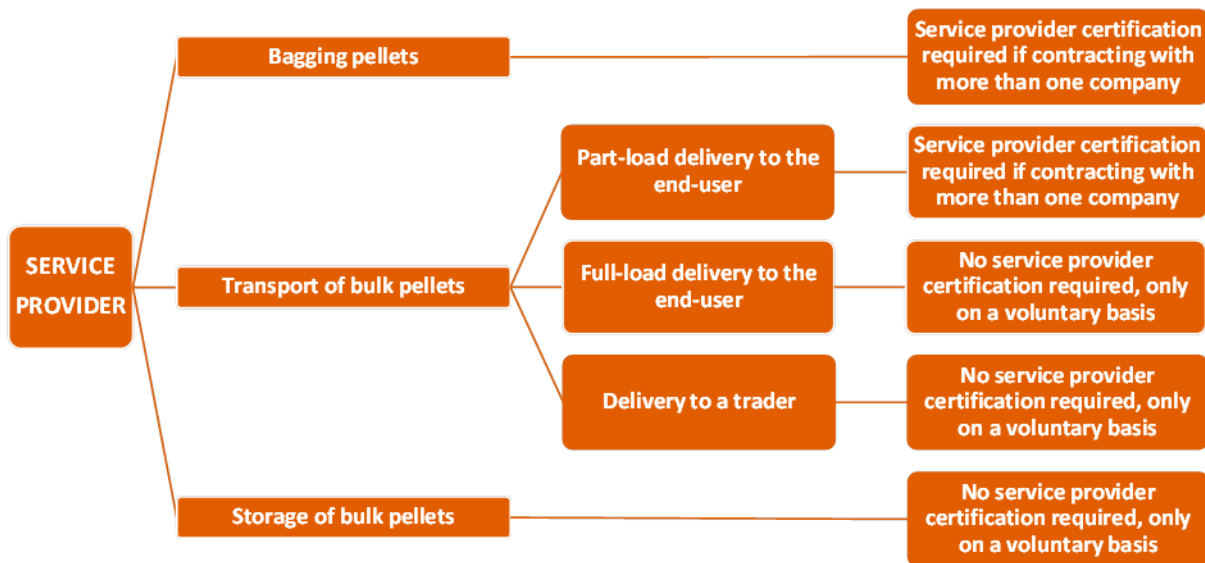 SERVICE
PROVIDER
Bagging pellets
Service provider certification
required if contracting with
more than one company
Transport of bulk pellets
Part-load delivery to the
end-user
Service provider certification
required if contracting with
more than one company
Full-load delivery to the
end-user
No service provider
certification required, only
on a voluntary basis
Delivery to a trader
No service provider
certification required, only
on a voluntary basis
Storage of bulk pellets
No service provider
certification required, only
on a voluntary basis